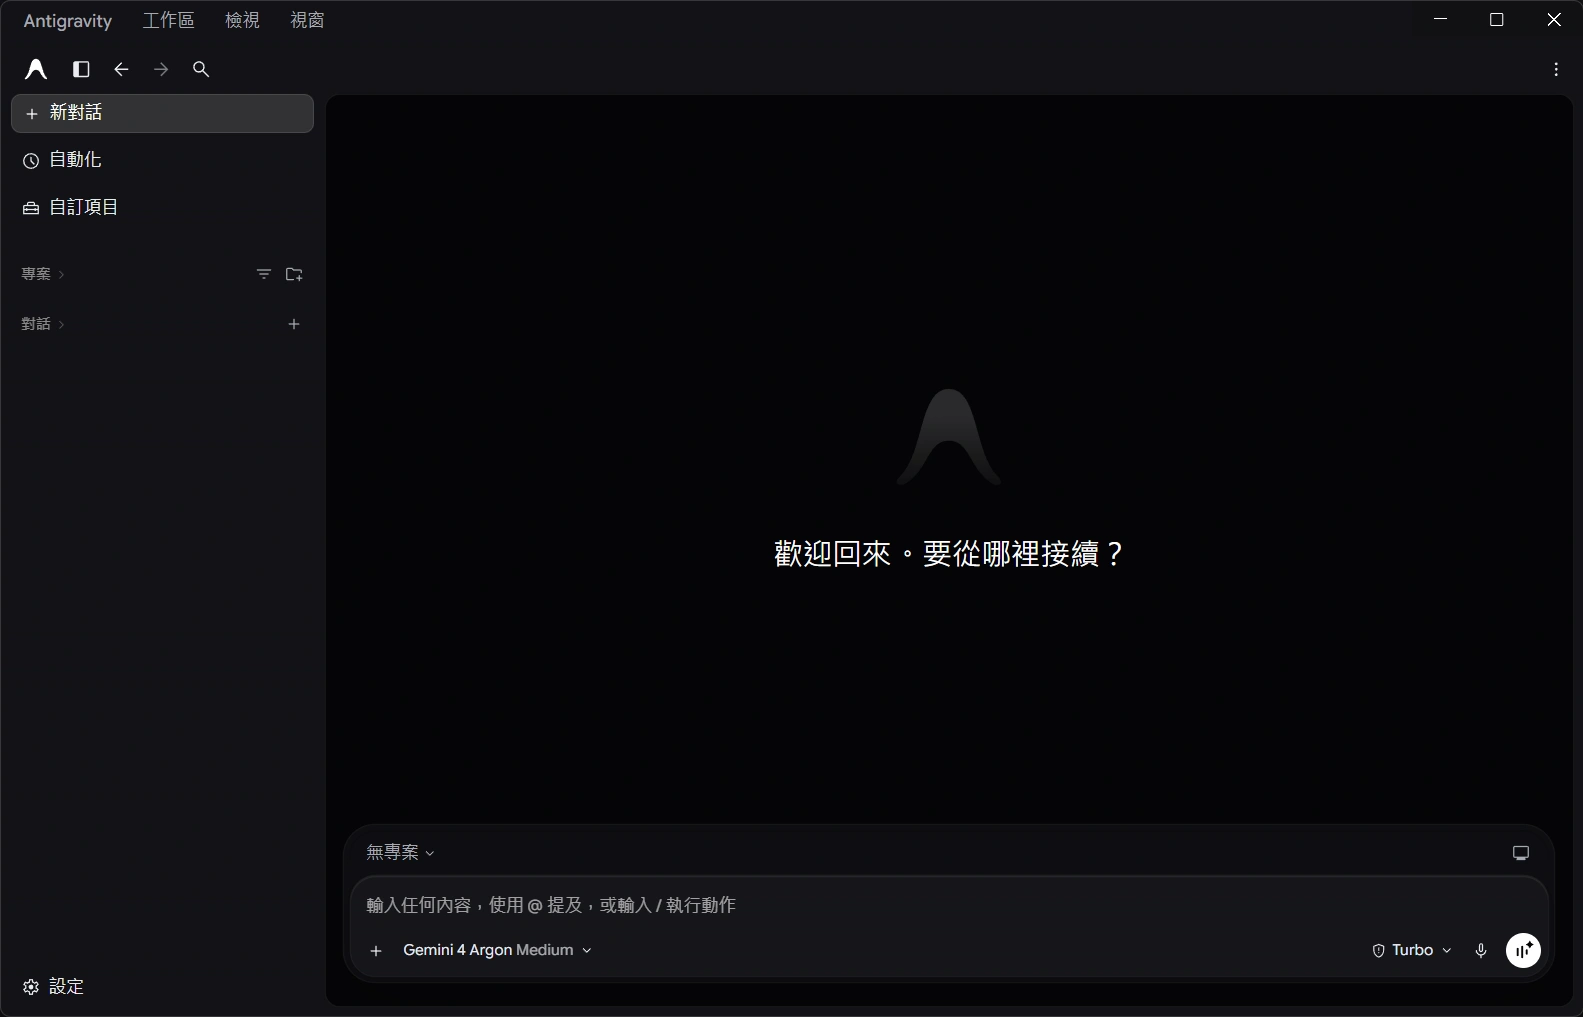 Antigravity 工作區 檢視 視窗
新對話
自動化
自訂項目
專案
對話
歡迎回來。要從哪裡接續？
無專案
輸入任何內容，使用 @ 提及，或輸入 / 執行動作
Gemini 4 Argon Medium Turbo
設定